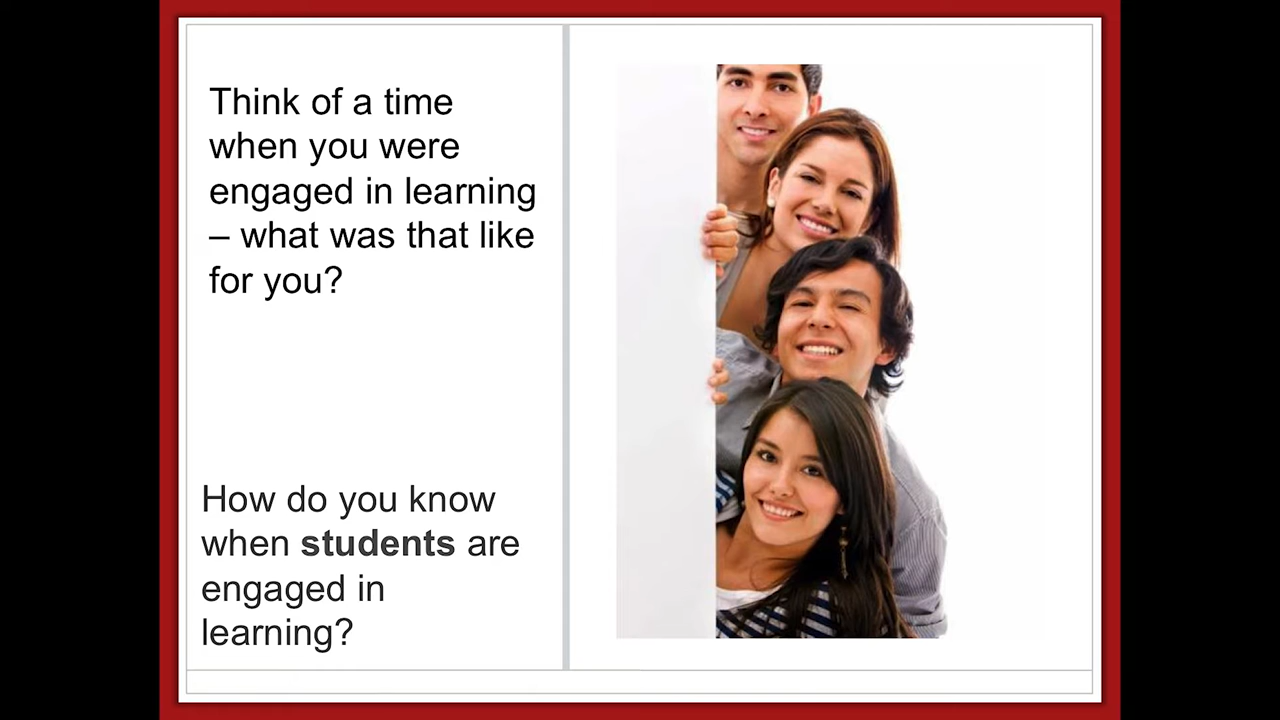 Think of a time
when you were
engaged in learning
– what was that like
for you?
How do you know
when students are
engaged in
learning?